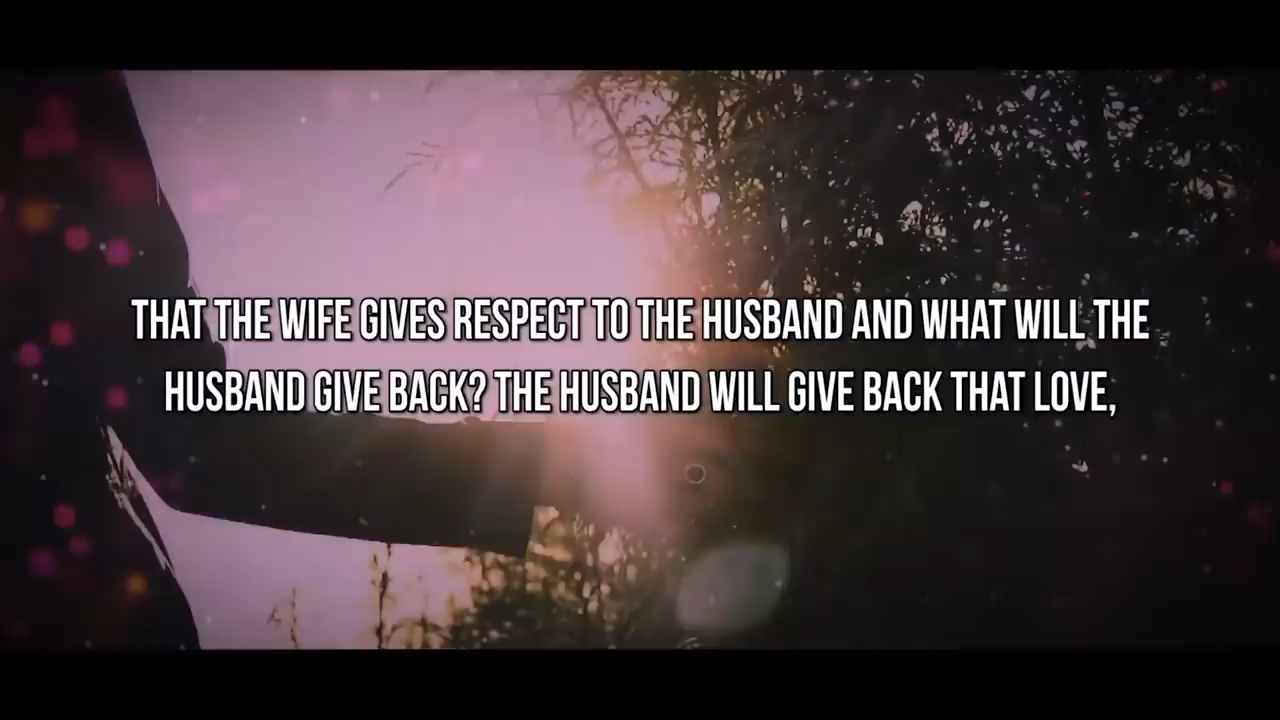 THAT THE WIFE GIVES RESPECT TO THE HUSBAND AND WHAT WILL THE
HUSBAND GIVE BACK? THE HUSBAND WILL GIVE BACK THAT LOVE,